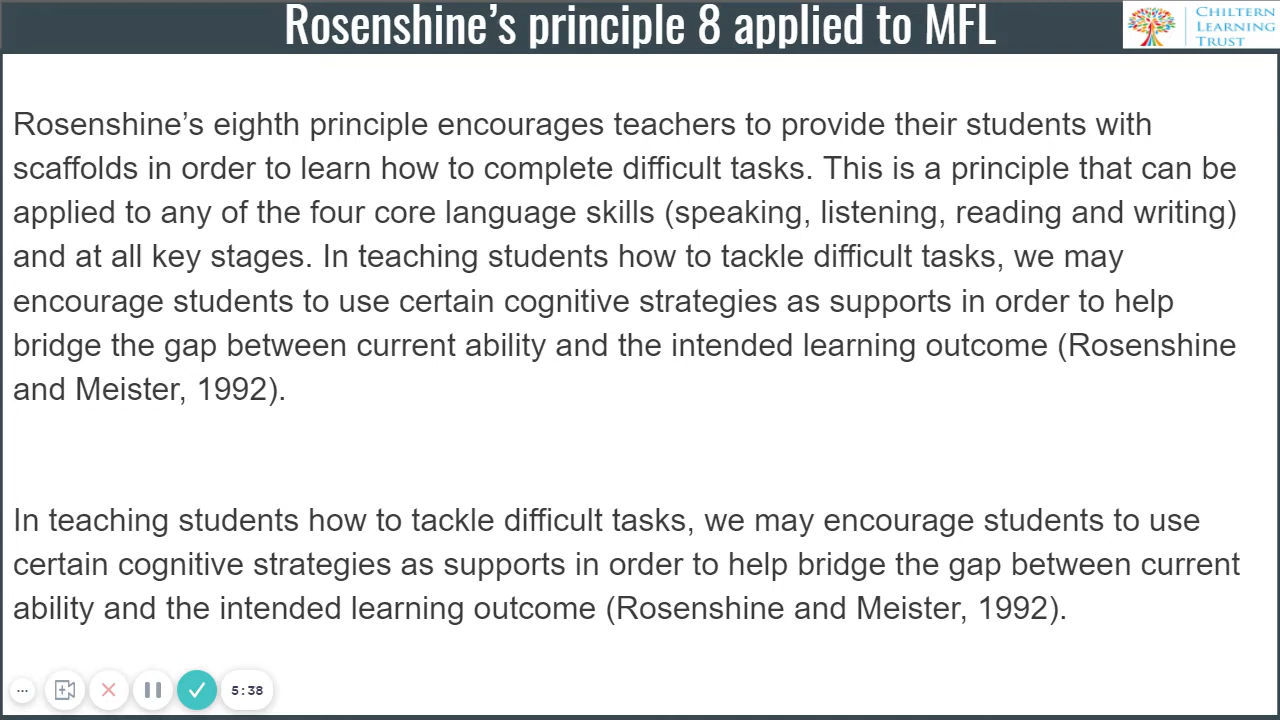 Rosenshine’s principle 8 applied to MFL
CHILTERN
LEARNING
TRUST
Rosenshine’s eighth principle encourages teachers to provide their students with
scaffolds in order to learn how to complete difficult tasks. This is a principle that can be
applied to any of the four core language skills (speaking, listening, reading and writing)
and at all key stages. In teaching students how to tackle difficult tasks, we may
encourage students to use certain cognitive strategies as supports in order to help
bridge the gap between current ability and the intended learning outcome (Rosenshine
and Meister, 1992).
In teaching students how to tackle difficult tasks, we may encourage students to use
certain cognitive strategies as supports in order to help bridge the gap between current
ability and the intended learning outcome (Rosenshine and Meister, 1992).
... 5:38